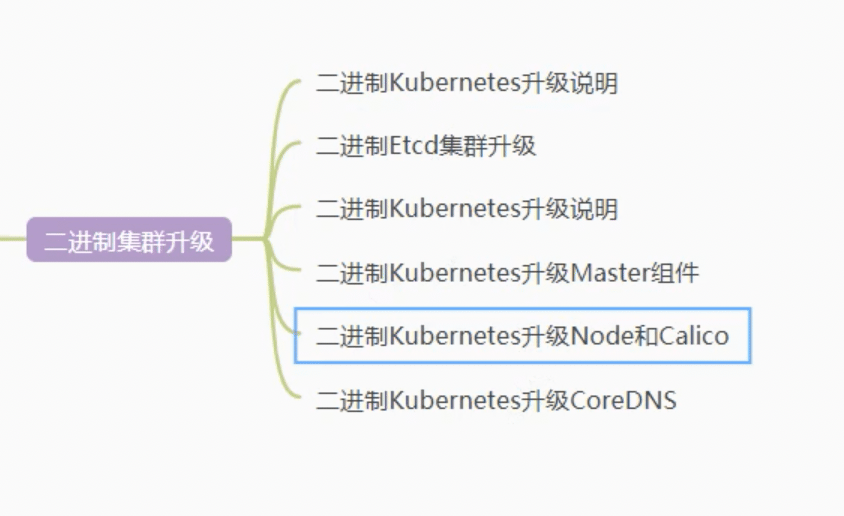 二进制Kubernetes升级说明
二进制Etcd集群升级
二进制Kubernetes升级说明
二进制集群升级
二进制Kubernetes升级Master组件
二进制Kubernetes升级Node和Calico
二进制Kubernetes升级CoreDNS